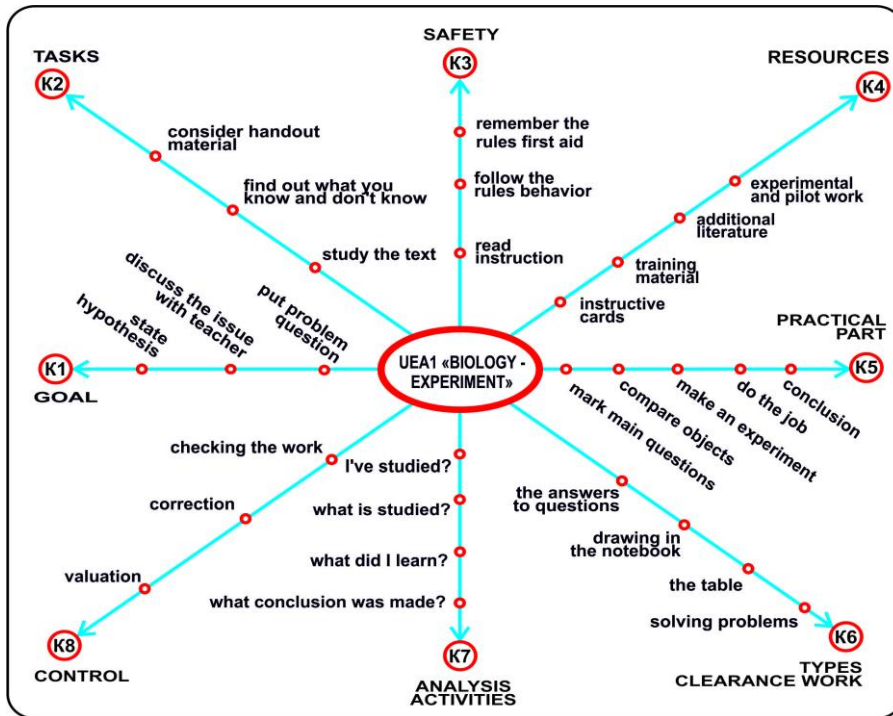 TASKS
K2
consider handout
material
find out what you
know and don't know
study the text
SAFETY
K3
remember the
rules first aid
follow the
rules behavior
read
instruction
RESOURCES
K4
experimental
and pilot work
additional
literature
training
material
instructive
cards
K1
GOAL
state
hypothesis
discuss the issue
with teacher
put problem
question
UEA1 «BIOLOGY -
EXPERIMENT»
PRACTICAL
PART
K5
mark main questions
compare objects
make an experiment
do the job
conclusion
checking the work
correction
valuation
K8
CONTROL
I've studied?
what is studied?
what did I learn?
what conclusion was made?
K7
ANALYSIS
ACTIVITIES
the answers
to questions
drawing in
the notebook
the table
solving problems
K6
TYPES
CLEARANCE WORK